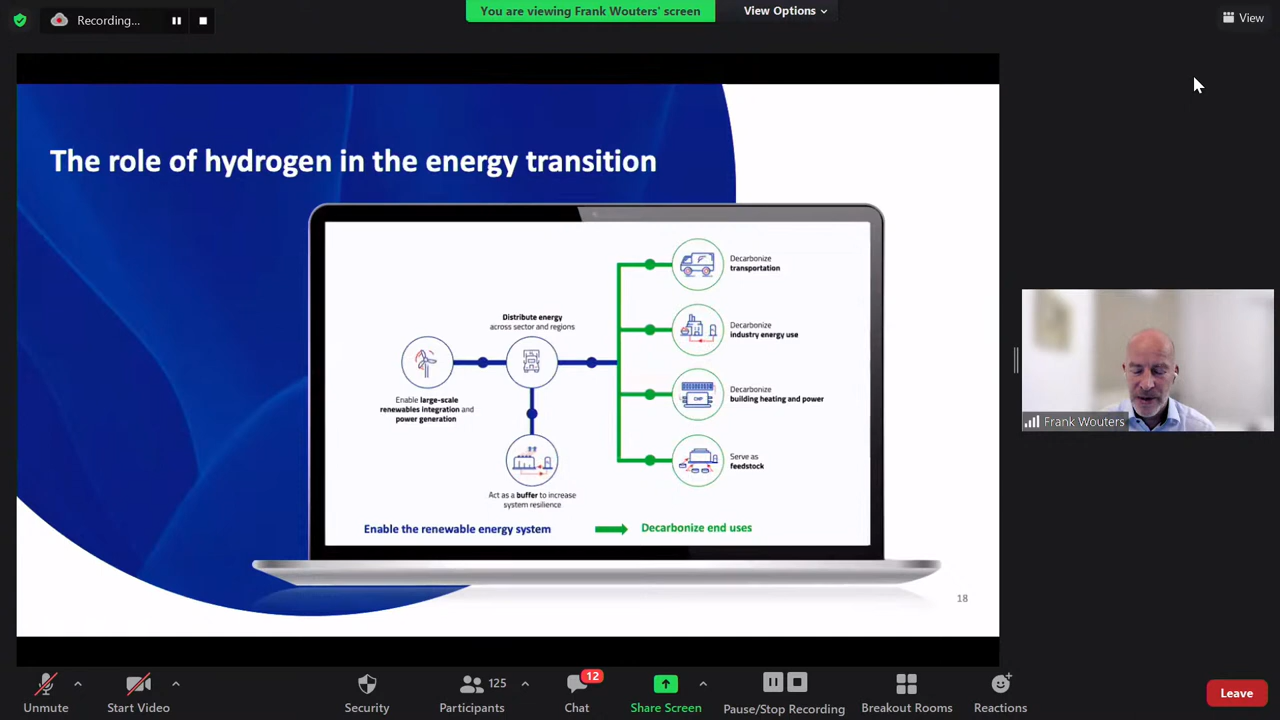 Recording...
You are viewing Frank Wouters' screen
View Options
View
The role of hydrogen in the energy transition
Distribute energy
across sector and regions
Enable large-scale
renewables integration and
power generation
Act as a buffer to increase
system resilience
Decarbonize
transportation
Decarbonize
industry energy use
CHP
Decarbonize
building heating and power
Serve as
feedstock
Enable the renewable energy system
Decarbonize end uses
18
Frank Wouters
Unmute
Start Video
Security
125
Participants
12
Chat
Share Screen
Pause/Stop Recording
Breakout Rooms
Reactions
Leave